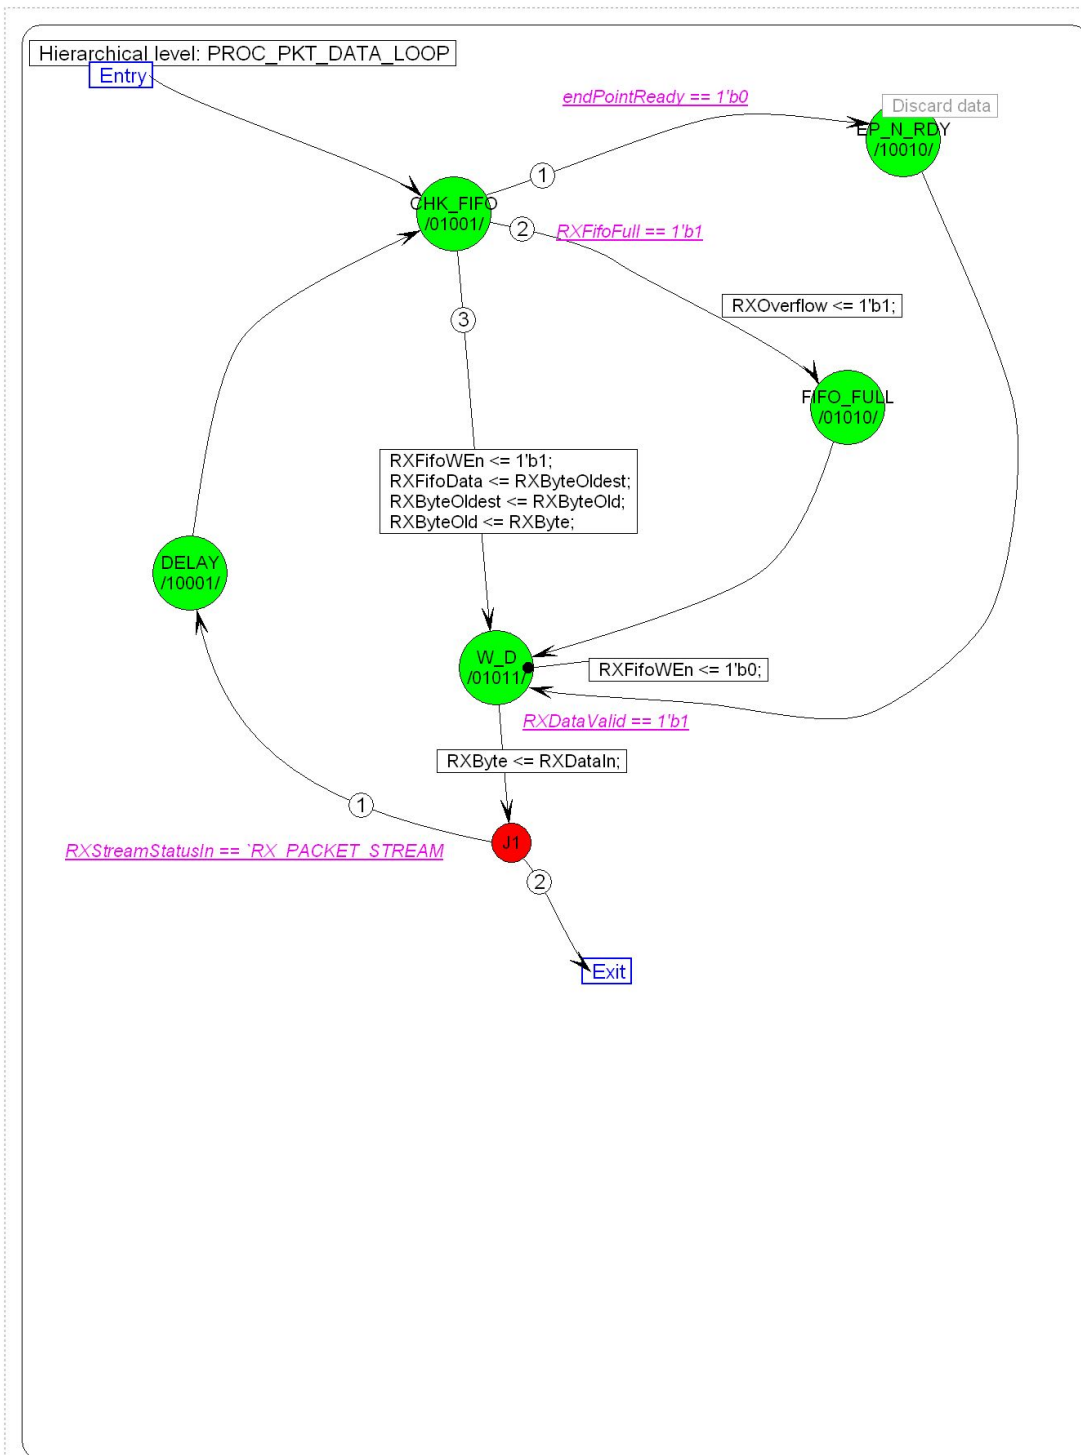 Hierarchical level: PROC_PKT_DATA_LOOP
Entry
endPointReady == 1'b0
Discard data
EP_N_RDY
/10010/
1
CHK_FIFO
/01001/
2
RXFifoFull == 1'b1
RXOverflow <= 1'b1;
3
FIFO_FULL
/01010/
RXFifoWEn <= 1'b1;
RXFifoData <= RXByteOldest;
RXByteOldest <= RXByteOld;
RXByteOld <= RXByte;
DELAY
/10001/
W_D
/01011/
RXFifoWEn <= 1'b0;
RXDataValid == 1'b1
RXByte <= RXDataIn;
1
J1
RXStreamStatusIn == `RX_PACKET_STREAM
2
Exit